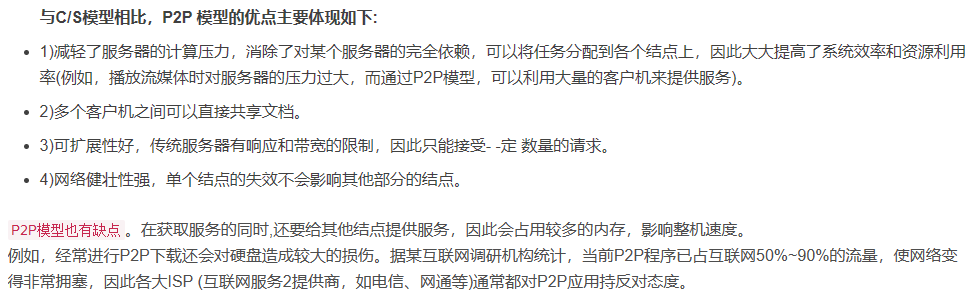 与C/S模型相比，P2P 模型的优点主要体现如下:
1)减轻了服务器的计算压力，消除了对某个服务器的完全依赖，可以将任务分配到各个结点上，因此大大提高了系统效率和资源利用
率(例如，播放流媒体时对服务器的压力过大，而通过P2P模型，可以利用大量的客户机来提供服务)。
2)多个客户机之间可以直接共享文档。
3)可扩展性好，传统服务器有响应和带宽的限制，因此只能接受- -定 数量的请求。
4)网络健壮性强，单个结点的失效不会影响其他部分的结点。
P2P模型也有缺点。在获取服务的同时,还要给其他结点提供服务，因此会占用较多的内存，影响整机速度。
例如，经常进行P2P下载还会对硬盘造成较大的损伤。据某互联网调研机构统计，当前P2P程序已占互联网50%~90%的流量，使网络变
得非常拥塞，因此各大ISP (互联网服务2提供商，如电信、网通等)通常都对P2P应用持反对态度。